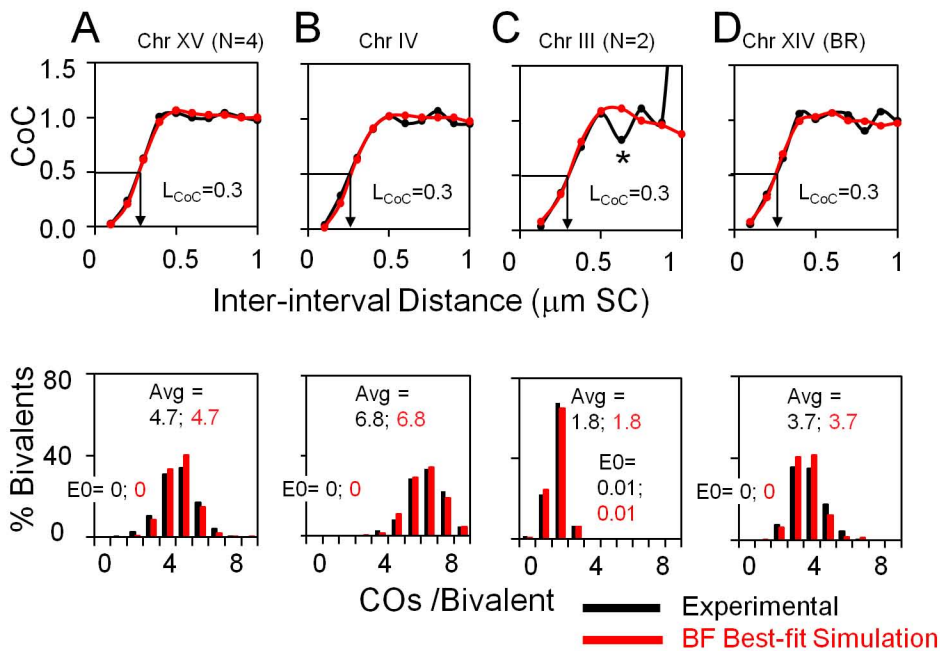 A Chr XV (N=4) B Chr IV C Chr III (N=2) D Chr XIV (BR)
CoC
1.5
1.0
0.5
0.0
L_CoC=0.3 L_CoC=0.3 L_CoC=0.3 L_CoC=0.3
*
0 0.5 1 0 0.5 1 0 0.5 1 0 0.5 1
Inter-interval Distance (μm SC)
% Bivalents
80
40
0
Avg = Avg = Avg = Avg =
4.7; 4.7 6.8; 6.8 1.8; 1.8 3.7; 3.7
E0= 0; 0 E0= 0; 0 E0= E0= 0; 0
0.01;
0.01
0 4 8 0 4 8 0 4 8 0 4 8
COs /Bivalent
Experimental
BF Best-fit Simulation